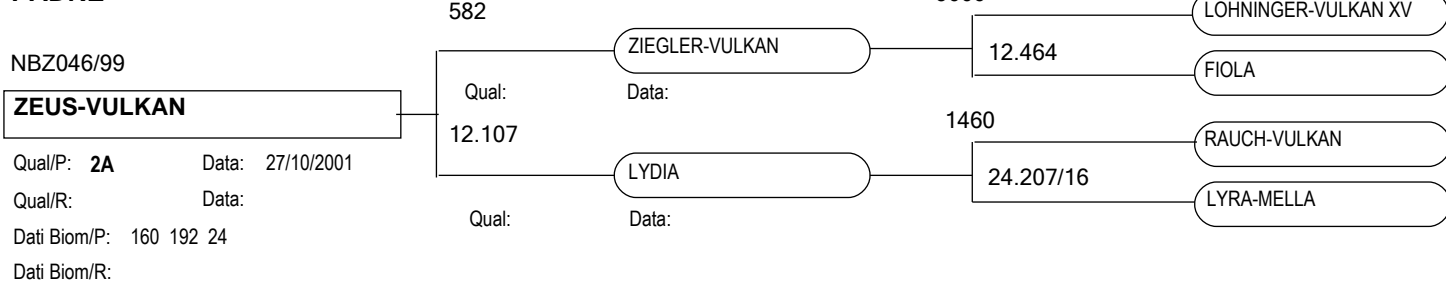 582
LOHNINGER-VULKAN XV
ZIEGLER-VULKAN
12.464
NBZ046/99
FIOLA
ZEUS-VULKAN
Qual: Data:
12.107
1460
RAUCH-VULKAN
Qual/P: 2A Data: 27/10/2001
LYDIA
24.207/16
Qual/R: Data:
LYRA-MELLA
Qual: Data:
Dati Biom/P: 160 192 24
Dati Biom/R: